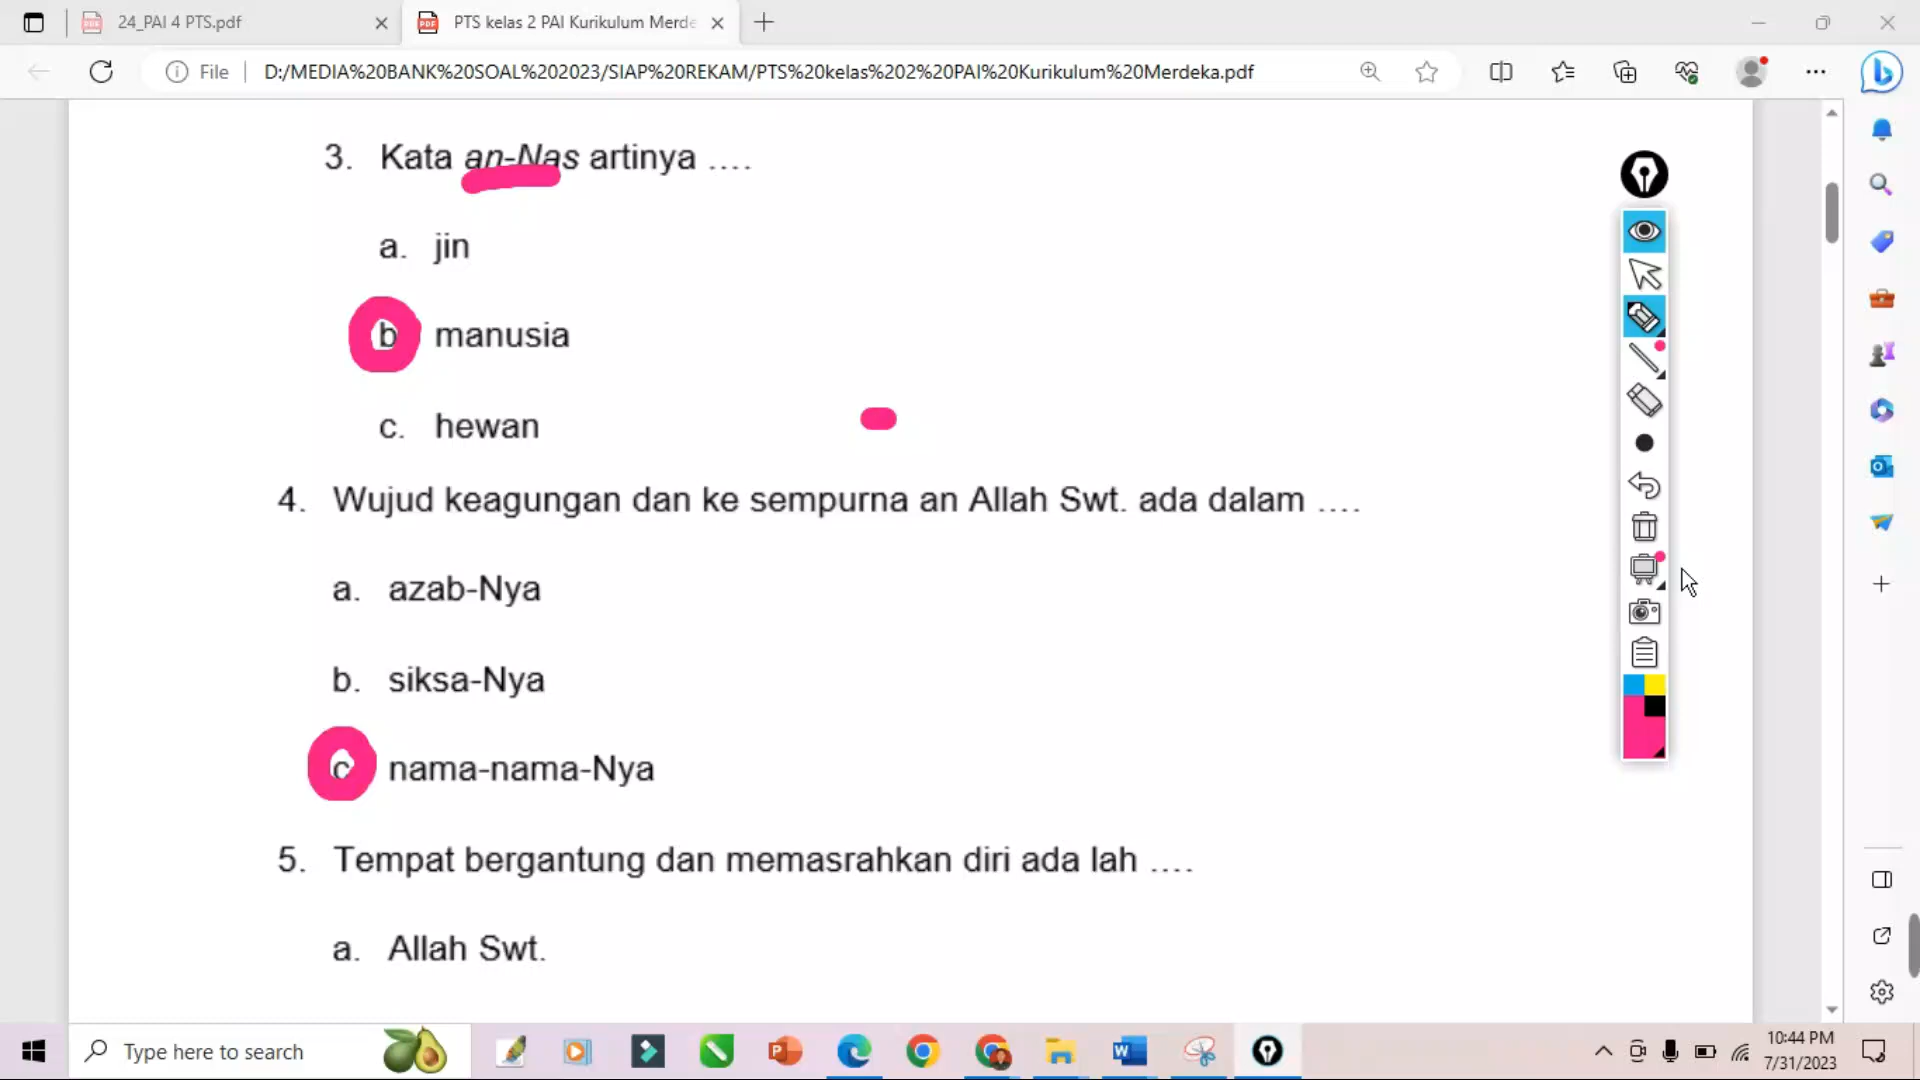 24_PAI 4 PTS.pdf
PTS kelas 2 PAI Kurikulum Merde
File
D:/MEDIA%20BANK%20SOAL%202023/SIAP%20REKAM/PTS%20kelas%202%20PAI%20Kurikulum%20Merdeka.pdf
3. Kata an-Nas artinya ....
a. jin
b manusia
c. hewan
4. Wujud keagungan dan ke sempurna an Allah Swt. ada dalam ....
a. azab-Nya
b. siksa-Nya
c nama-nama-Nya
5. Tempat bergantung dan memasrahkan diri ada lah ....
a. Allah Swt.
Type here to search
10:44 PM
7/31/2023